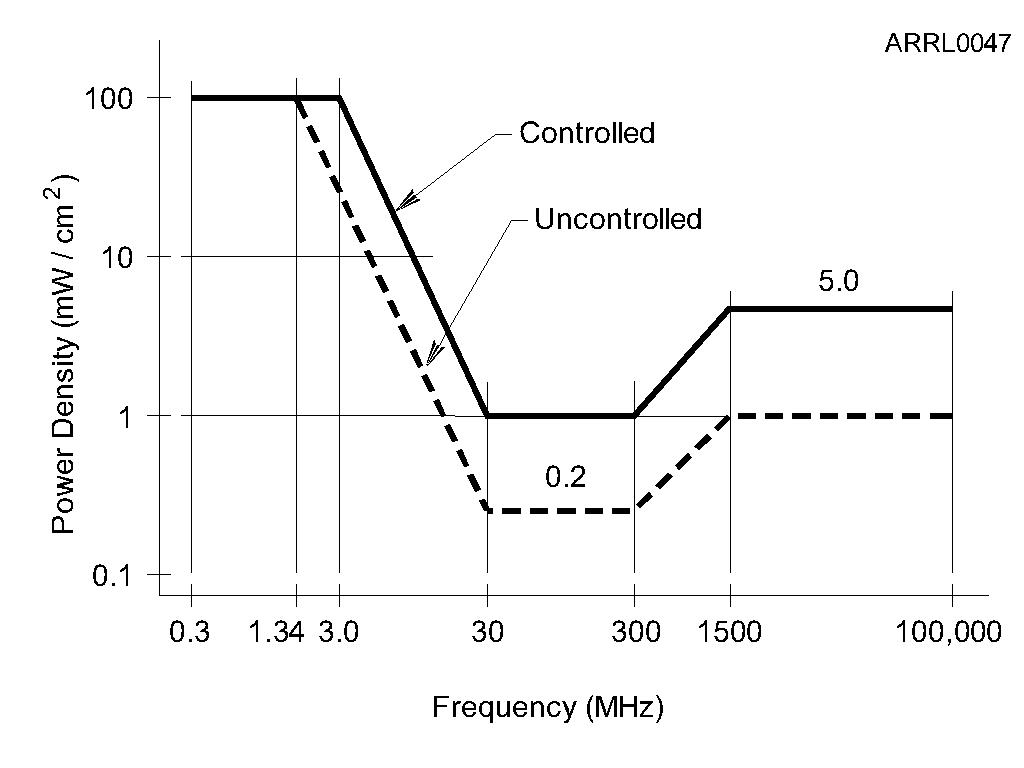 ARRL0047
100
Controlled
Uncontrolled
10
5.0
Power Density (mW / cm²)
1
0.2
0.1
0.3 1.34 3.0 30 300 1500 100,000
Frequency (MHz)